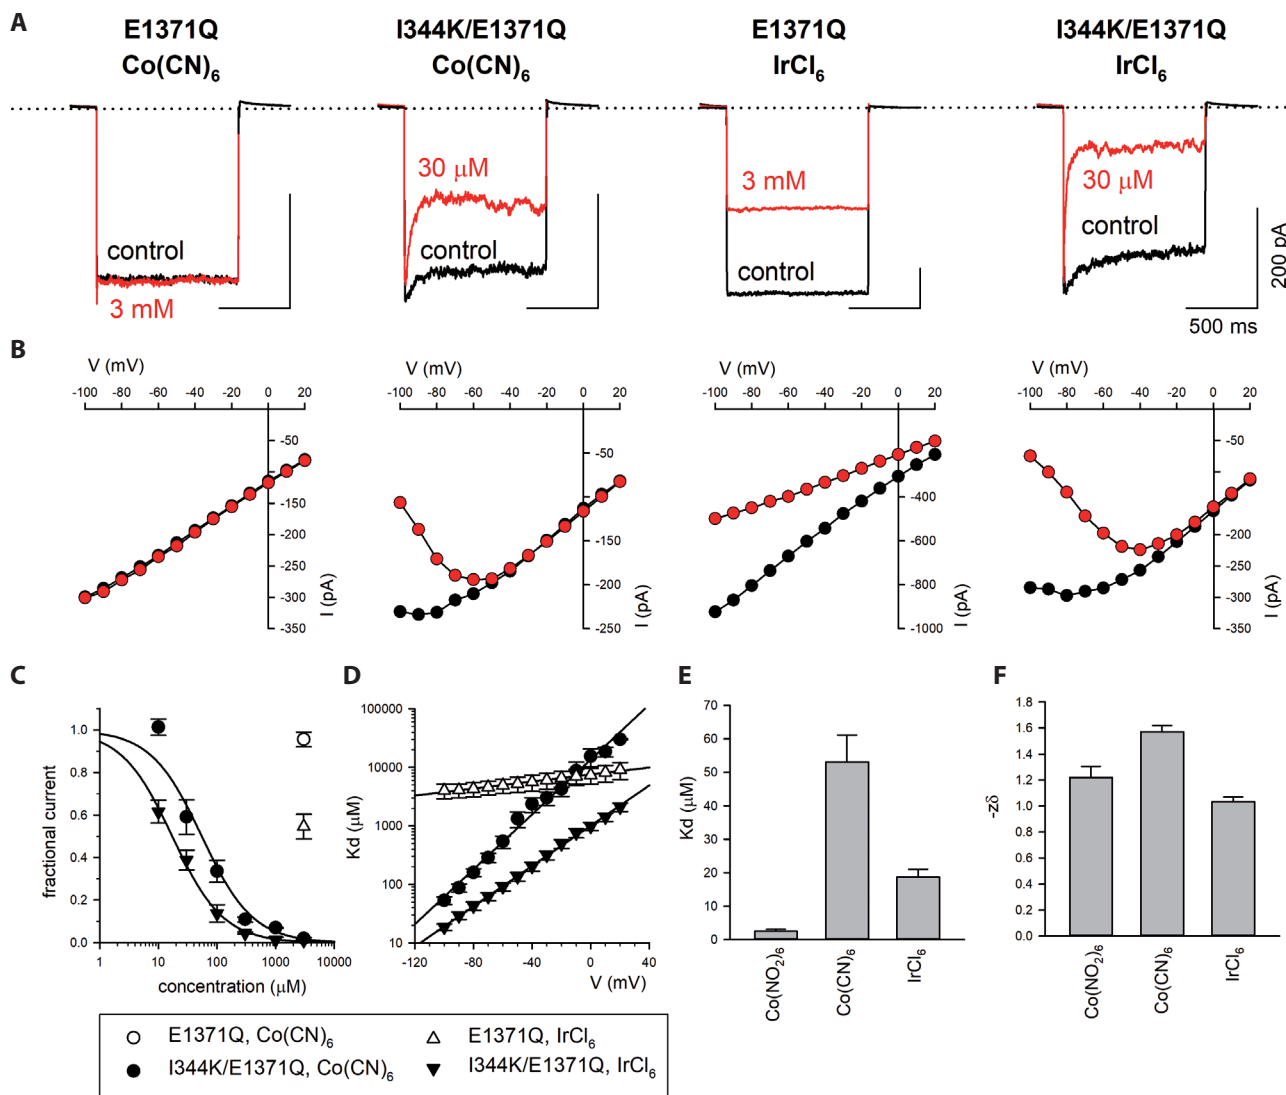 A
E1371Q
Co(CN)6
I344K/E1371Q
Co(CN)6
E1371Q
IrCl6
I344K/E1371Q
IrCl6
control
3 mM
30 μM
control
3 mM
control
30 μM
control
200 pA
500 ms
B
V (mV)
-100 -80 -60 -40 -20 0 20
-50
-100
-150
-200
-250
-300
-350
I (pA)
V (mV)
-100 -80 -60 -40 -20 0 20
-50
-100
-150
-200
-250
I (pA)
V (mV)
-100 -80 -60 -40 -20 0 20
-400
-600
-800
-1000
I (pA)
V (mV)
-100 -80 -60 -40 -20 0 20
-50
-200
-250
-300
-350
I (pA)
C
fractional current
1.0
0.8
0.6
0.4
0.2
0.0
1 10 100 1000 10000
concentration (μM)
D
Kd (μM)
100000
10000
1000
100
10
-120 -80 -40 0 40
V (mV)
E
Kd (μM)
70
60
50
40
30
20
10
0
Co(NO2)6
Co(CN)6
IrCl6
F
-zδ
1.8
1.6
1.4
1.2
1.0
0.8
0.6
0.4
0.2
0.0
Co(NO2)6
Co(CN)6
IrCl6
E1371Q, Co(CN)6
I344K/E1371Q, Co(CN)6
E1371Q, IrCl6
I344K/E1371Q, IrCl6